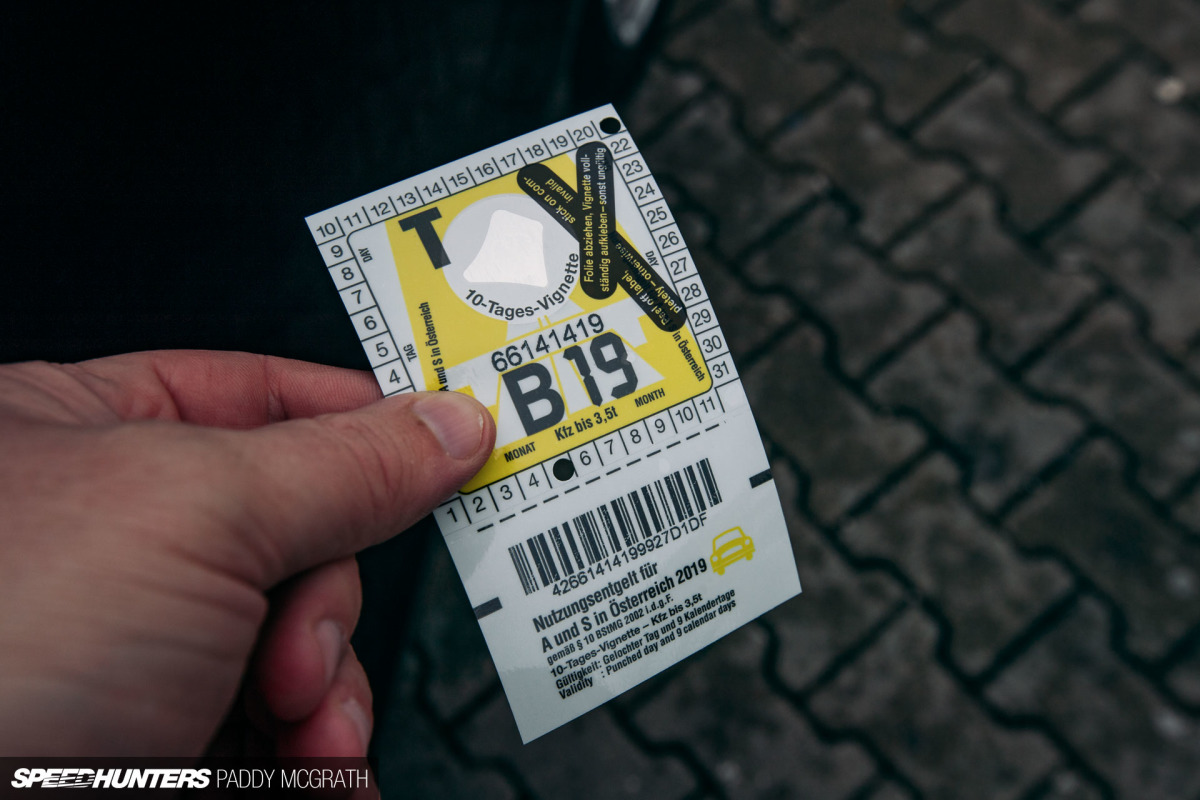 10 11 12 13 14 15 16 17 18 19 20
22
23
24
25
26
27
28
29
30
31
9
8
7
6
5
4
DAY
TAG
DAY
T
stick on com-
invalid
Folie abziehen, Vignette voll-
ständig aufkleben – sonst ungültig
Peel off label,
pletely – otherwise
10-Tages-Vignette
A und S in Österreich
in Österreich
66141419
B 19
Kfz bis 3,5t
MONAT
MONTH
1 2 3 4 6 7 8 9 10 11
42661414199927D1DF
Nutzungsentgelt für
A und S in Österreich 2019
gemäß § 10 BStMG 2002 i.d.g.F.
10-Tages-Vignette – Kfz bis 3,5t
Gültigkeit: Gelochter Tag und 9 Kalendertage
Validity : Punched day and 9 calendar days
SPEEDHUNTERS PADDY MCGRATH